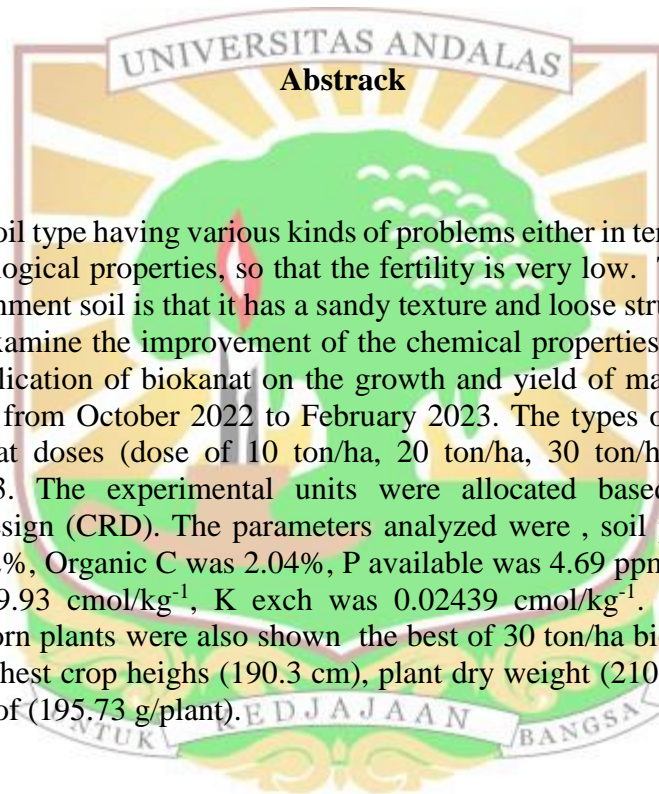 UNIVERSITAS ANDALAS
Abstrack
oil type having various kinds of problems either in ter
logical properties, so that the fertility is very low.
nment soil is that it has a sandy texture and loose stru
xamine the improvement of the chemical properties
lication of biokanat on the growth and yield of ma
from October 2022 to February 2023. The types o
at doses (dose of 10 ton/ha, 20 ton/ha, 30 ton/h
3. The experimental units were allocated based
esign (CRD). The parameters analyzed were , soil
%, Organic C was 2.04%, P available was 4.69 ppm
9.93 cmol/kg-1, K exch was 0.02439 cmol/kg-1.
orn plants were also shown the best of 30 ton/ha bi
hest crop heighs (190.3 cm), plant dry weight (210
of (195.73 g/plant).
UNTUK KEDJAJAAN BANGSA